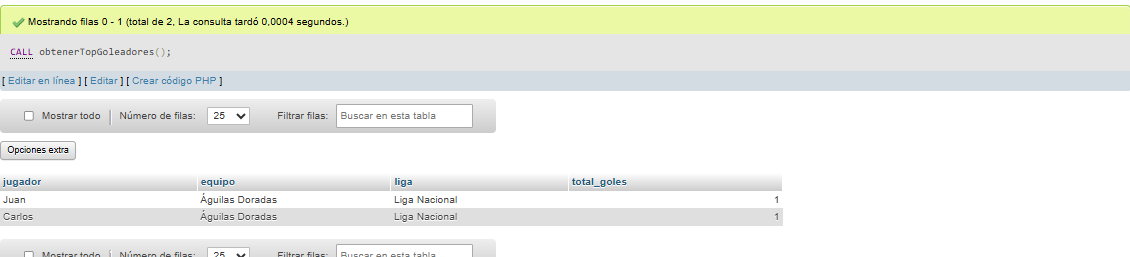 Mostrando filas 0 - 1 (total de 2, La consulta tardó 0,0004 segundos.)
CALL obtenerTopGoleadores();
[ Editar en línea ] [ Editar ] [ Crear código PHP ]
Mostrar todo Número de filas: 25 Filtrar filas: Buscar en esta tabla
Opciones extra
jugador equipo liga total_goles
Juan Águilas Doradas Liga Nacional 1
Carlos Águilas Doradas Liga Nacional 1
Mostrar todo Número de filas: 25 Filtrar filas: Buscar en esta tabla